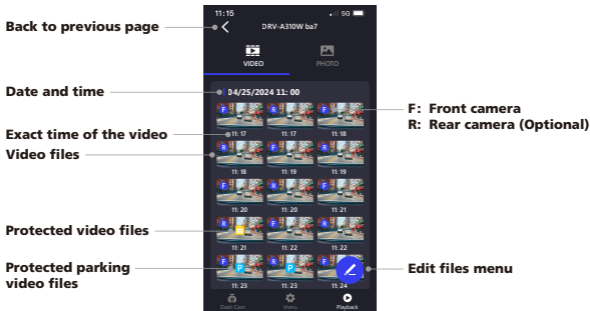 11:15
5G
Back to previous page
DRV-A310W ba7
VIDEO
PHOTO
Date and time
04/25/2024 11: 00
F
R
F
F: Front camera
R: Rear camera (Optional)
Exact time of the video
11: 17
11: 17
11: 18
Video files
R
F
R
11: 18
11: 19
11: 19
F
R
F
11: 20
11: 20
11: 21
Protected video files
R
F
R
11: 21
11: 22
11: 22
Protected parking
video files
F
P
R
P
F
Edit files menu
11: 23
11: 23
11: 24
Dash Cam
Menu
Playback